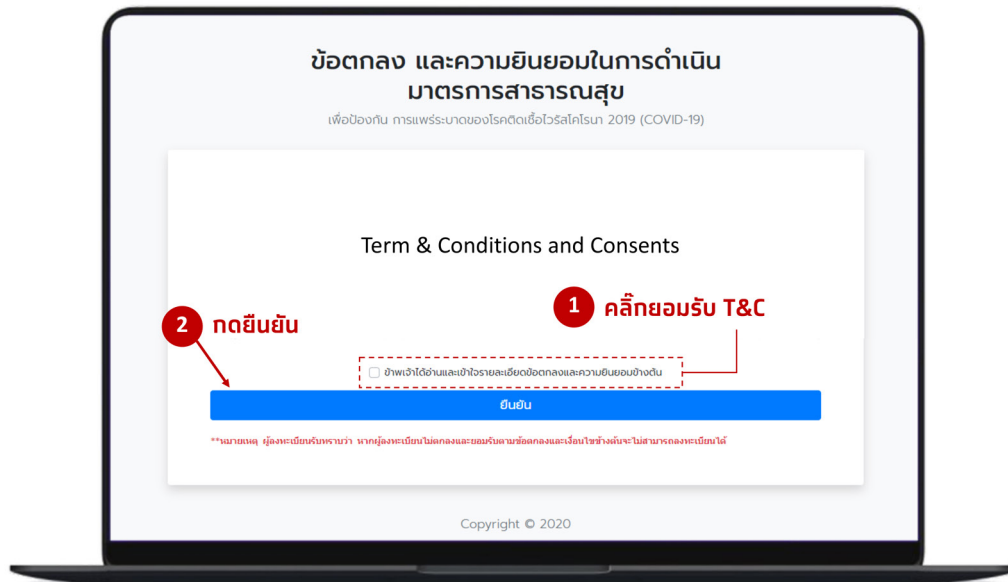 ข้อตกลง และความยินยอมในการดำเนิน
มาตรการสาธารณสุข
เพื่อป้องกัน การแพร่ระบาดของโรคติดเชื้อไวรัสโคโรนา 2019 (COVID-19)
Term & Conditions and Consents
1 คลิ๊กยอมรับ T&C
2 กดยืนยัน
ข้าพเจ้าได้อ่านและเข้าใจรายละเอียดข้อตกลงและความยินยอมข้างต้น
ยืนยัน
**หมายเหตุ ผู้ลงทะเบียนรับทราบว่า หากผู้ลงทะเบียนไม่ตกลงและยอมรับตามข้อตกลงและเงื่อนไขข้างต้นจะไม่สามารถลงทะเบียนได้
Copyright © 2020